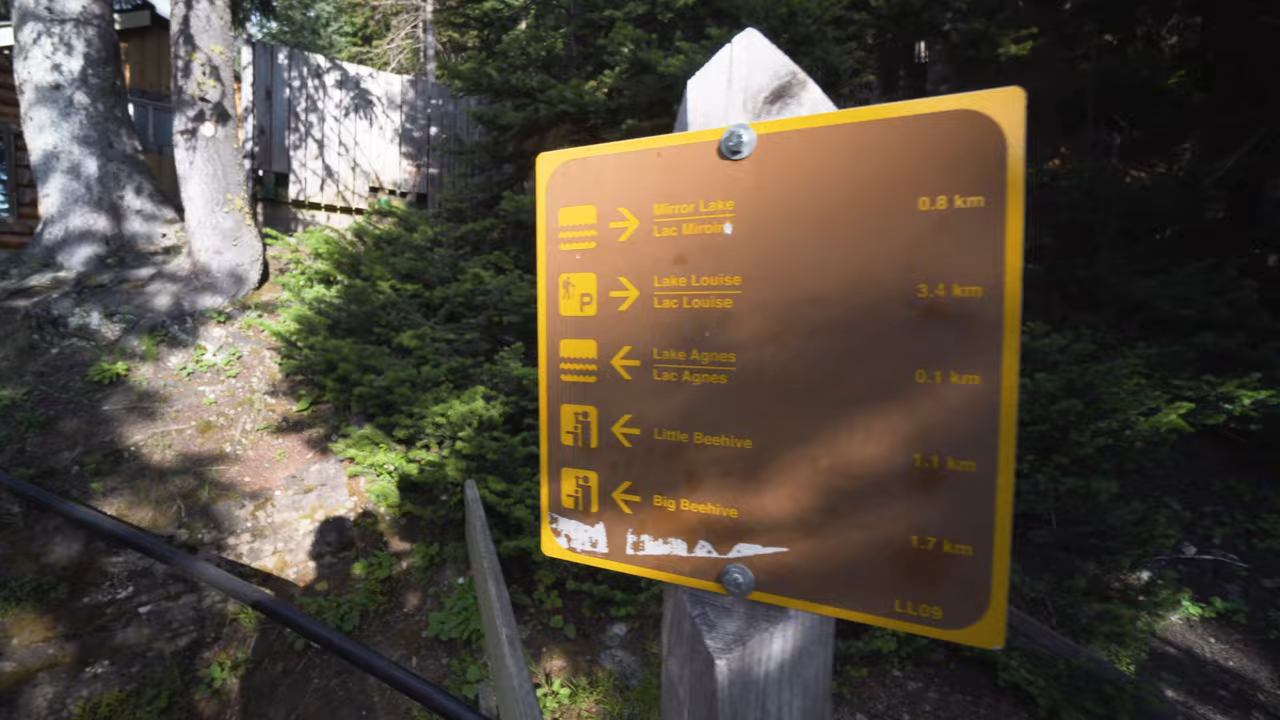 Mirror Lake 0.8 km
Lac Miroir
P Lake Louise 3.4 km
Lac Louise
Lake Agnes 0.1 km
Lac Agnes
Little Beehive 1.1 km
Big Beehive 1.7 km
LL09